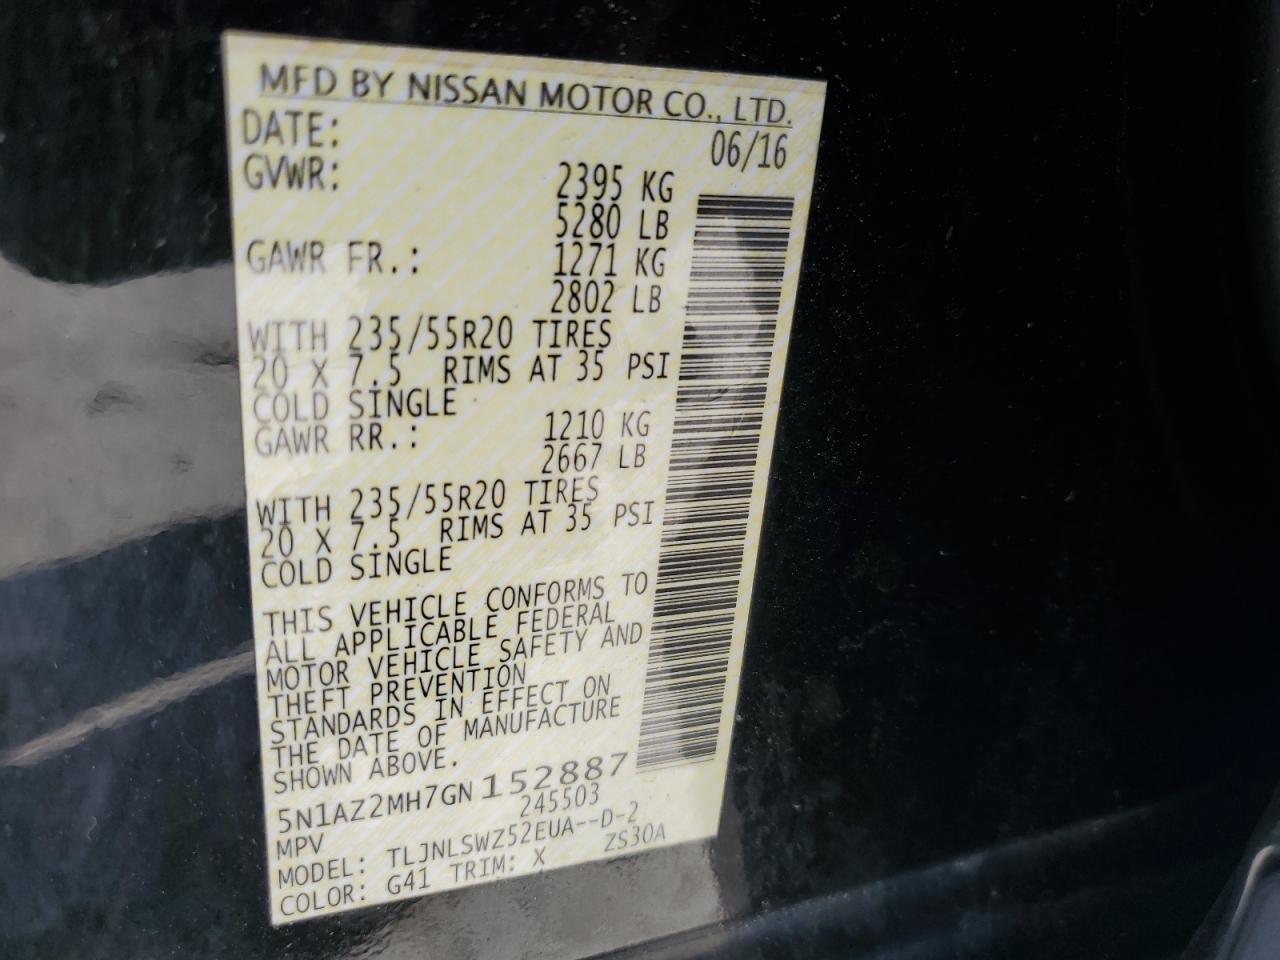 MFD BY NISSAN MOTOR CO., LTD.
DATE: 06/16
GVWR: 2395 KG
5280 LB
GAWR FR.: 1271 KG
2802 LB
WITH 235/55R20 TIRES
20 X 7.5 RIMS AT 35 PSI
COLD SINGLE
GAWR RR.: 1210 KG
2667 LB
WITH 235/55R20 TIRES
20 X 7.5 RIMS AT 35 PSI
COLD SINGLE
THIS VEHICLE CONFORMS TO
ALL APPLICABLE FEDERAL
MOTOR VEHICLE SAFETY AND
THEFT PREVENTION
STANDARDS IN EFFECT ON
THE DATE OF MANUFACTURE
SHOWN ABOVE.
5N1AZ2MH7GN152887
MPV 245503
MODEL: TLJNLSWZ52EUA--D-2
COLOR: G41 TRIM: X ZS30A